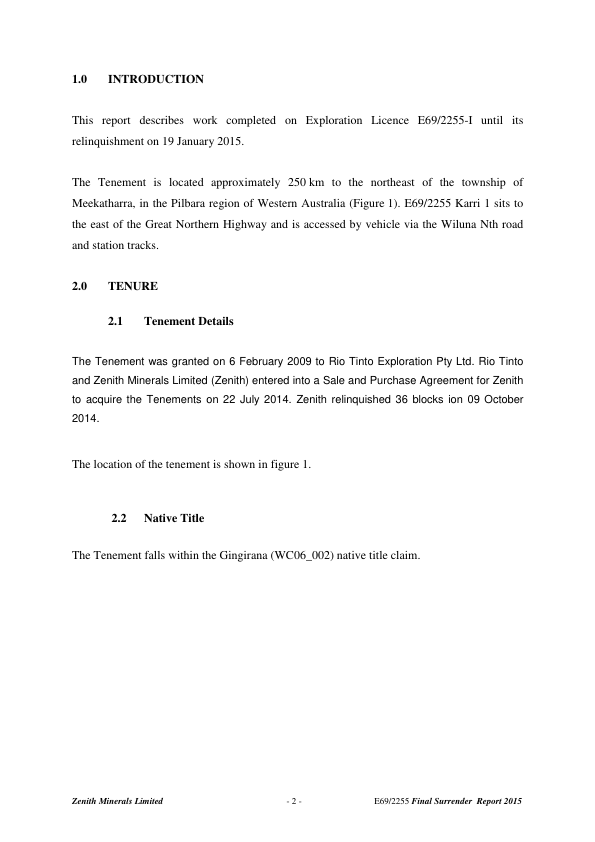 1.0 INTRODUCTION
This report describes work completed on Exploration Licence E69/2255-I until its
relinquishment on 19 January 2015.
The Tenement is located approximately 250 km to the northeast of the township of
Meekatharra, in the Pilbara region of Western Australia (Figure 1). E69/2255 Karri 1 sits to
the east of the Great Northern Highway and is accessed by vehicle via the Wiluna Nth road
and station tracks.
2.0 TENURE
2.1 Tenement Details
The Tenement was granted on 6 February 2009 to Rio Tinto Exploration Pty Ltd. Rio Tinto
and Zenith Minerals Limited (Zenith) entered into a Sale and Purchase Agreement for Zenith
to acquire the Tenements on 22 July 2014. Zenith relinquished 36 blocks ion 09 October
2014.
The location of the tenement is shown in figure 1.
2.2 Native Title
The Tenement falls within the Gingirana (WC06_002) native title claim.
Zenith Minerals Limited - 2 - E69/2255 Final Surrender Report 2015